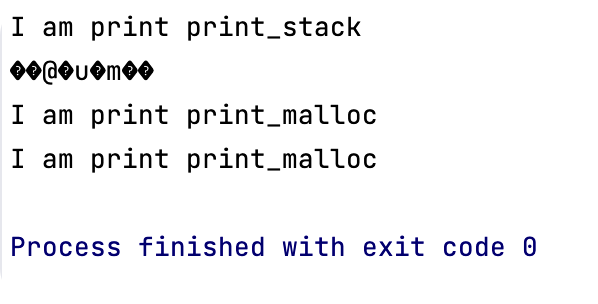 I am print print_stack
��@�u�m��
I am print print_malloc
I am print print_malloc
Process finished with exit code 0